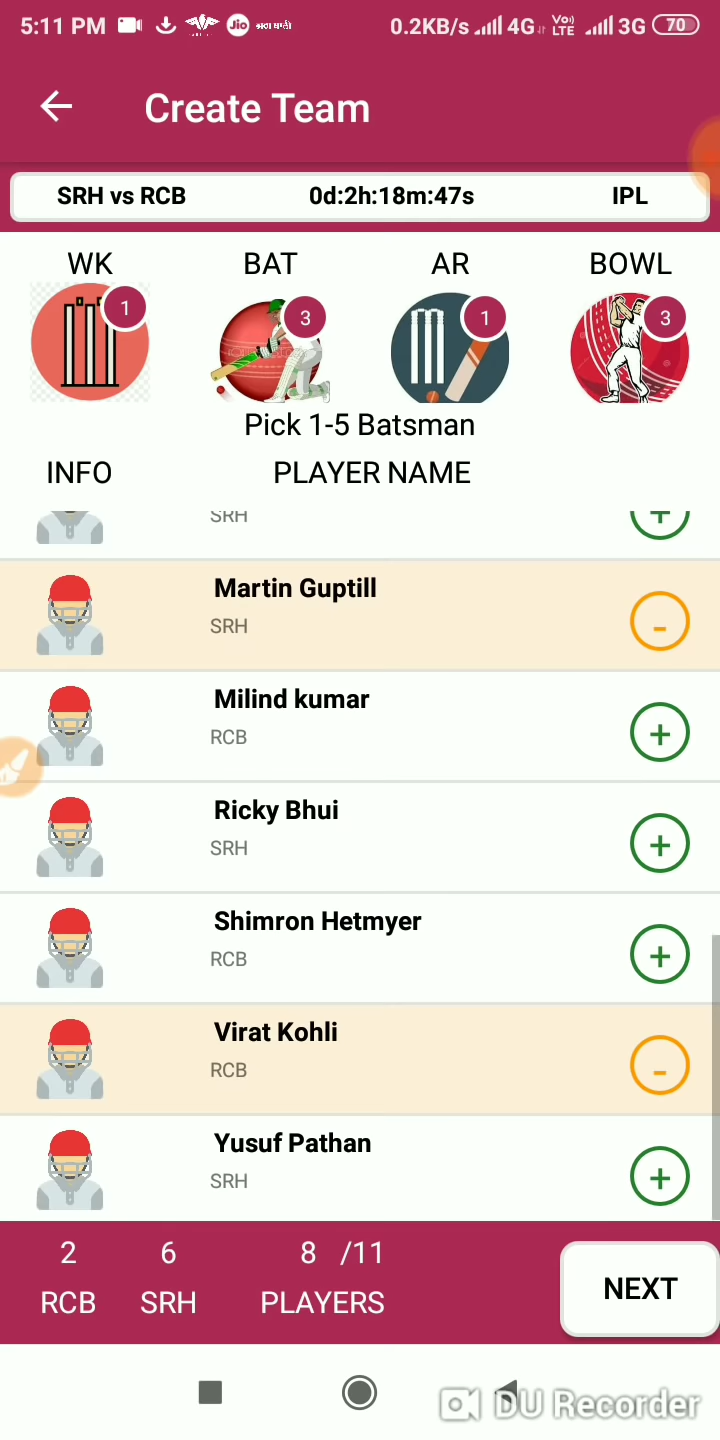 5:11 PM Jio 0.2KB/s 4G VoLTE 3G 70
Create Team
SRH vs RCB 0d:2h:18m:47s IPL
WK BAT AR BOWL
1 3 1 3
Pick 1-5 Batsman
INFO PLAYER NAME
SRH
+
Martin Guptill
SRH
-
Milind kumar
RCB
+
Ricky Bhui
SRH
+
Shimron Hetmyer
RCB
+
Virat Kohli
RCB
-
Yusuf Pathan
SRH
+
2 6 8 /11
RCB SRH PLAYERS
NEXT
DU Recorder